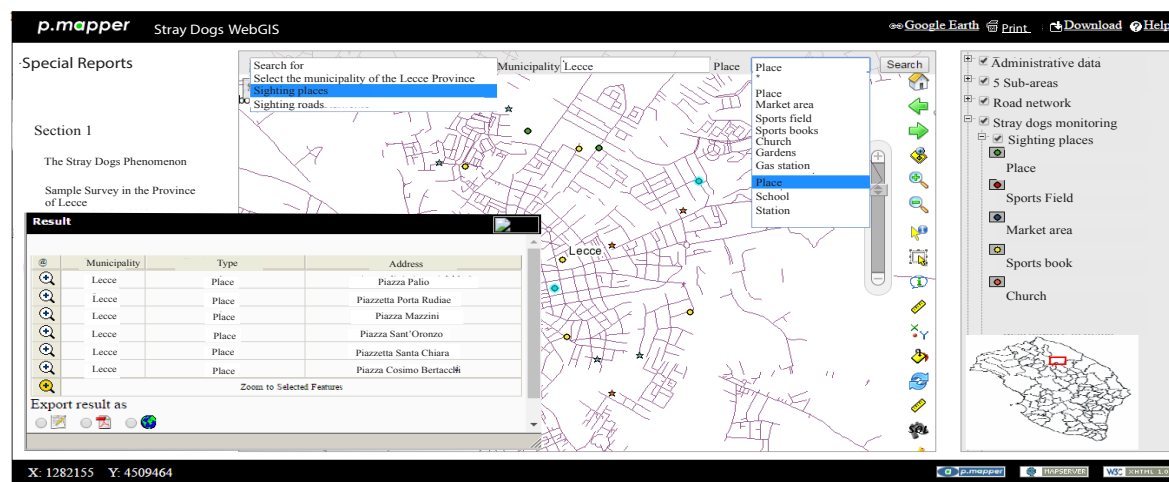 p.mapper Stray Dogs WebGIS
Google Earth Print Download Help
Special Reports
Section 1
The Stray Dogs Phenomenon
Sample Survey in the Province
of Lecce
Search for
Select the municipality of the Lecce Province
Sighting places
Sighting roads
Municipality Lecce
Place
Place
*
Place
Market area
Sports field
Sports books
Church
Gardens
Gas station
Place
School
Station
Search
Lecce
Result
@ Municipality Type Address
Lecce Place Piazza Palio
Lecce Place Piazzetta Porta Rudiae
Lecce Place Piazza Mazzini
Lecce Place Piazza Sant'Oronzo
Lecce Place Piazzetta Santa Chiara
Lecce Place Piazza Cosimo Bertacchi
Zoom to Selected Features
Export result as
SQL
Administrative data
5 Sub-areas
Road network
Stray dogs monitoring
Sighting places
Place
Sports Field
Market area
Sports book
Church
X: 1282155 Y: 4509464
p.mapper MAPSERVER W3C XHTML 1.0